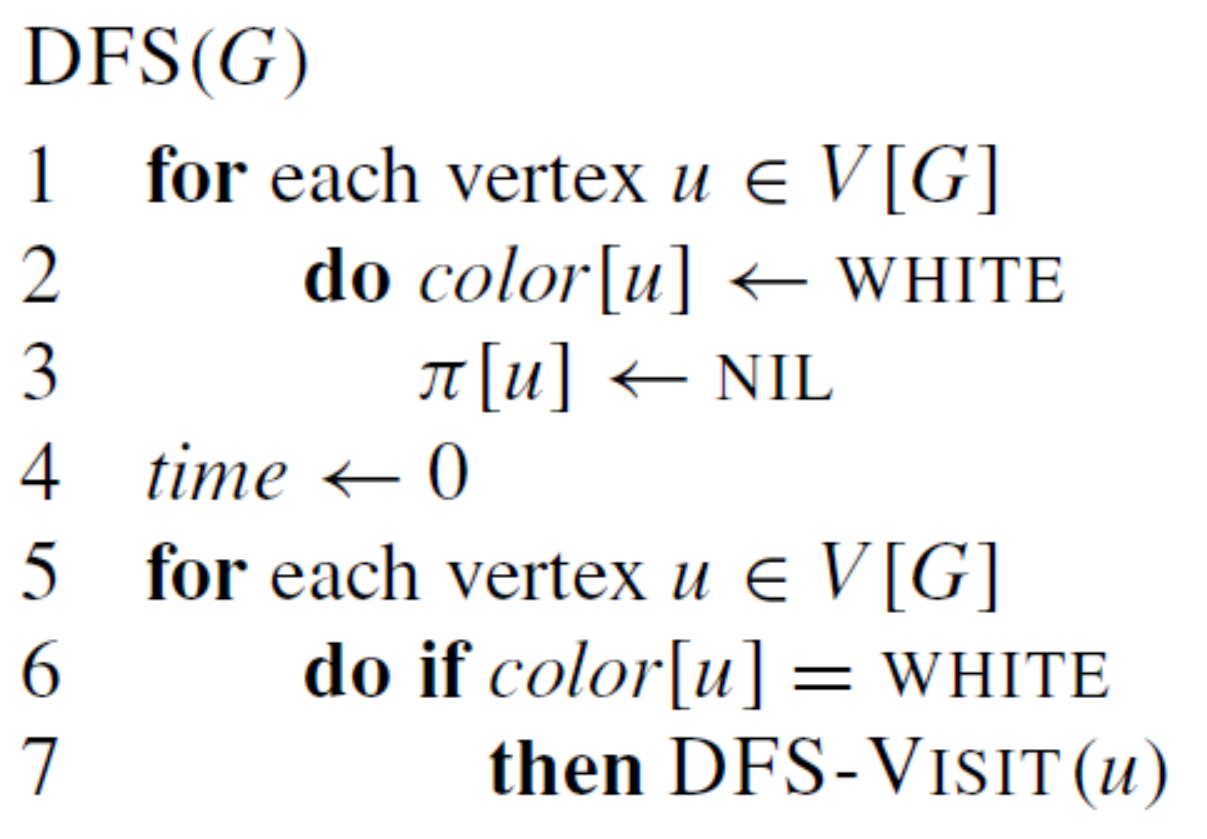 DFS(G)
1 for each vertex u ∈ V[G]
2 do color[u] ← WHITE
3 π[u] ← NIL
4 time ← 0
5 for each vertex u ∈ V[G]
6 do if color[u] = WHITE
7 then DFS-VISIT(u)